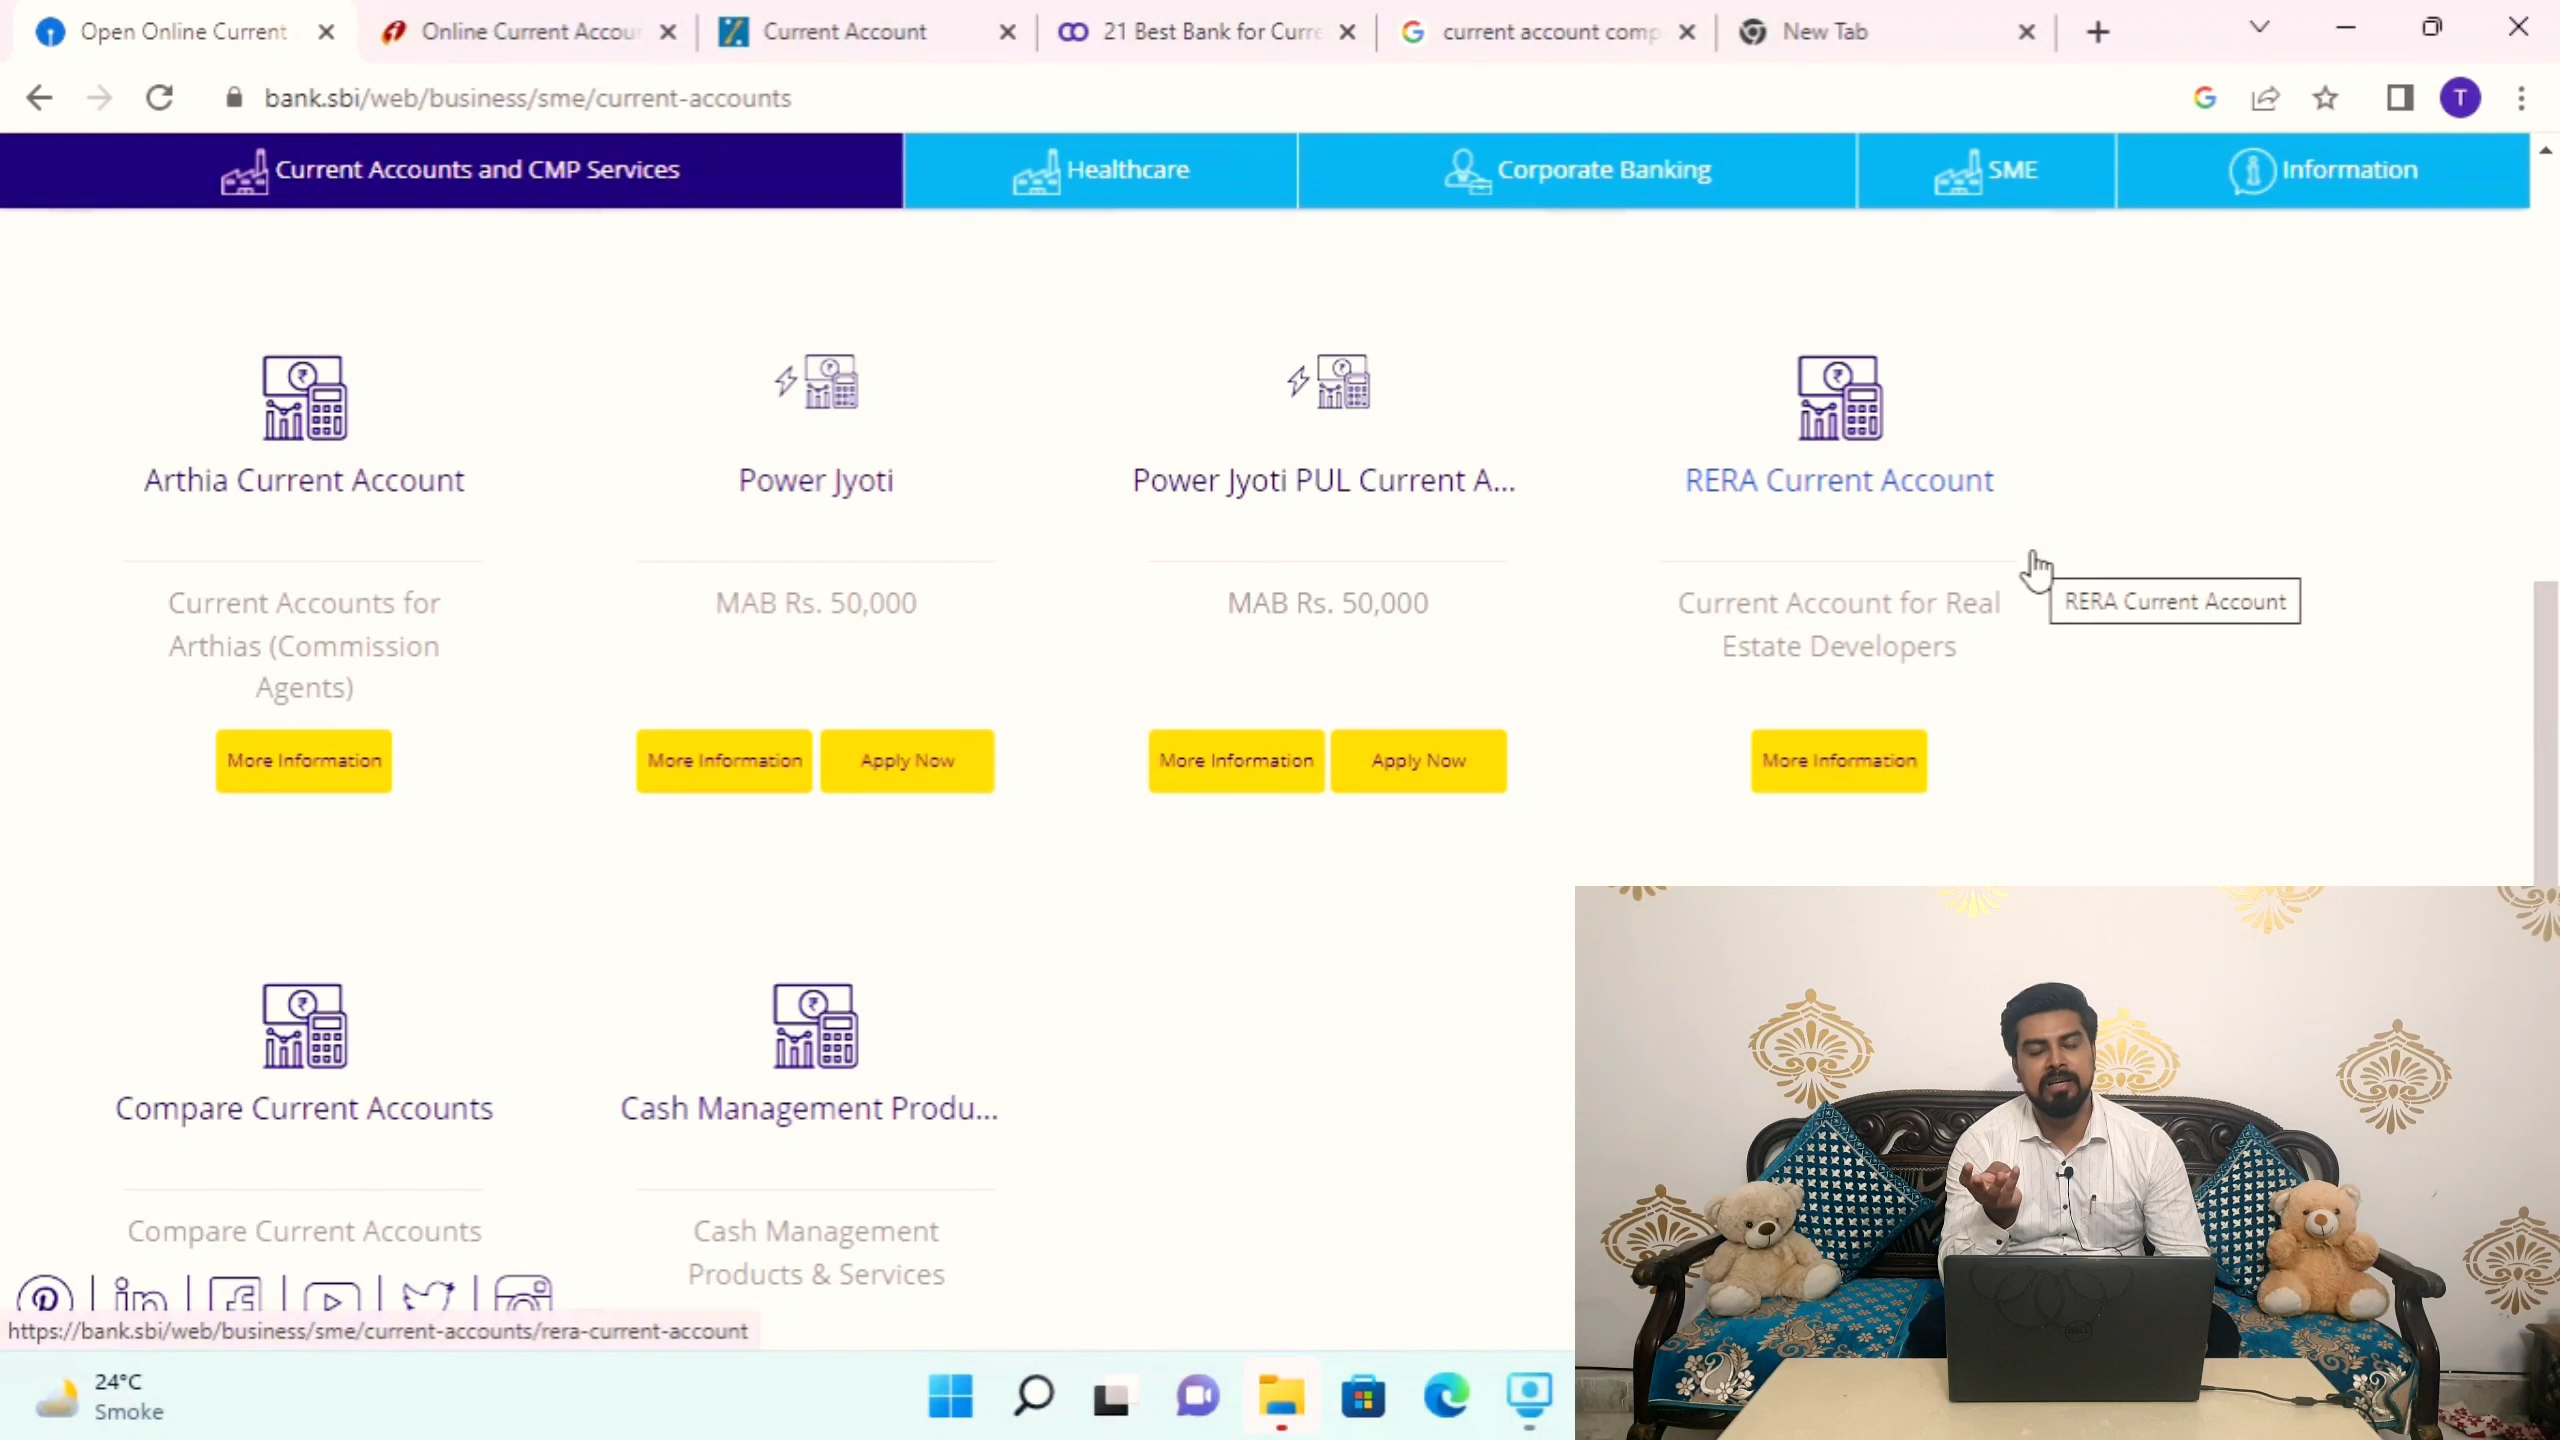 Open Online Current
Online Current Accou
Current Account
21 Best Bank for Curre
current account comp
New Tab
bank.sbi/web/business/sme/current-accounts
T
Current Accounts and CMP Services
Healthcare
Corporate Banking
SME
Information
Arthia Current Account
Power Jyoti
Power Jyoti PUL Current A...
RERA Current Account
Current Accounts for
Arthias (Commission
Agents)
MAB Rs. 50,000
MAB Rs. 50,000
Current Account for Real
Estate Developers
RERA Current Account
More Information
More Information
Apply Now
More Information
Apply Now
More Information
Compare Current Accounts
Cash Management Produ...
Compare Current Accounts
Cash Management
Products & Services
https://bank.sbi/web/business/sme/current-accounts/rera-current-account
24°C
Smoke
DELL